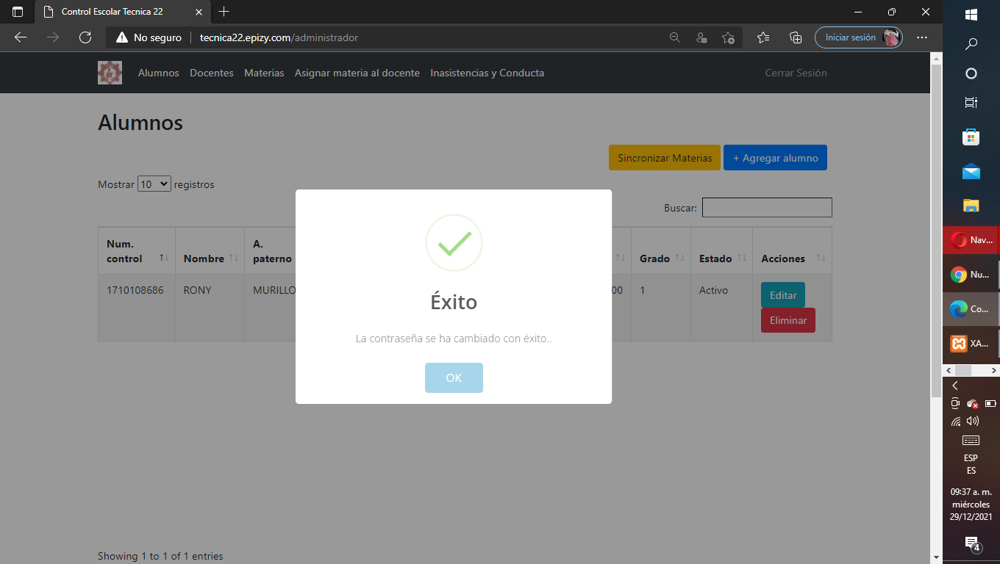 Control Escolar Tecnica 22
No seguro
tecnica22.epizy.com/administrador
Iniciar sesión
Alumnos Docentes Materias Asignar materia al docente Inasistencias y Conducta
Cerrar Sesión
Alumnos
Sincronizar Materias
+ Agregar alumno
Mostrar 10 registros
Buscar:
Num. control
Nombre
A. paterno
Grado
Estado
Acciones
1710108686
RONY
MURILLO
00
1
Activo
Editar
Eliminar
Éxito
La contraseña se ha cambiado con éxito..
OK
Showing 1 to 1 of 1 entries
Nav...
Nu...
Co...
XA...
ESP
ES
09:37 a. m.
miércoles
29/12/2021
4